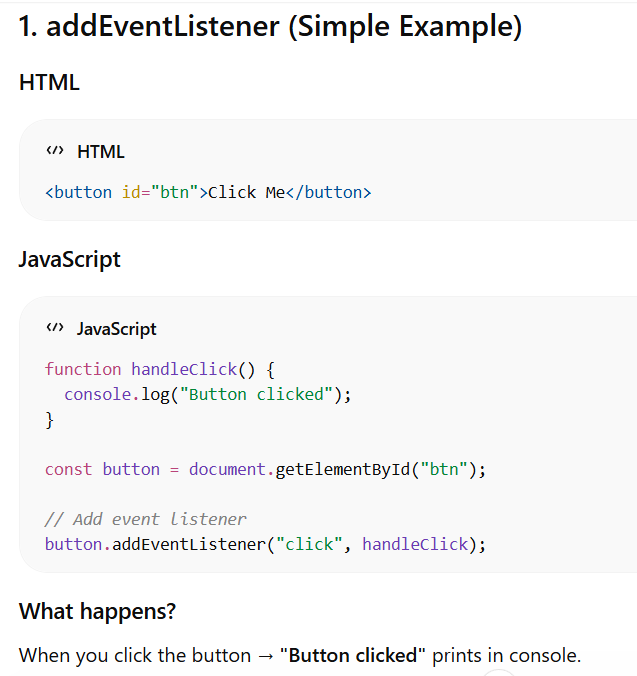 1. addEventListener (Simple Example)
HTML
</> HTML
<button id="btn">Click Me</button>
JavaScript
</> JavaScript
function handleClick() {
  console.log("Button clicked");
}
const button = document.getElementById("btn");
// Add event listener
button.addEventListener("click", handleClick);
What happens?
When you click the button → "Button clicked" prints in console.